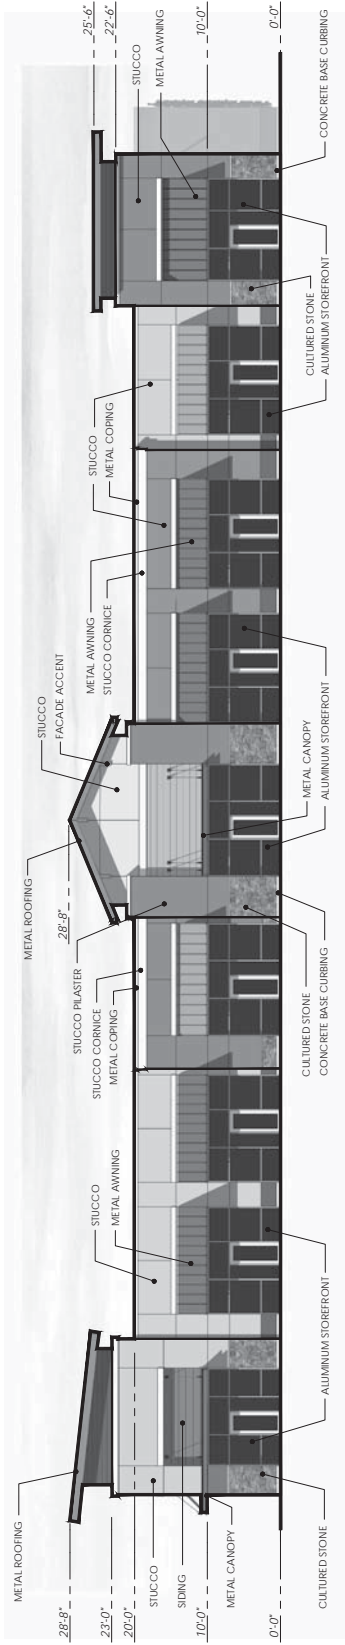 28'-8"
23'-0"
20'-0"
10'-0"
0'-0"
METAL ROOFING
STUCCO
SIDING
METAL CANOPY
CULTURED STONE
ALUMINUM STOREFRONT
STUCCO
METAL AWNING
STUCCO PILASTER
STUCCO CORNICE
METAL COPING
CULTURED STONE
CONCRETE BASE CURBING
METAL ROOFING
28'-8"
STUCCO
FACADE ACCENT
METAL CANOPY
ALUMINUM STOREFRONT
METAL AWNING
STUCCO CORNICE
STUCCO
METAL COPING
CULTURED STONE
ALUMINUM STOREFRONT
STUCCO
METAL AWNING
CONCRETE BASE CURBING
25'-6"
22'-6"
10'-0"
0'-0"